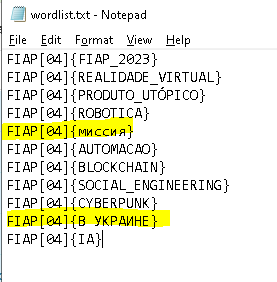 wordlist.txt - Notepad
File Edit Format View Help
FIAP[04]{FIAP_2023}
FIAP[04]{REALIDADE_VIRTUAL}
FIAP[04]{PRODUTO_UTÓPICO}
FIAP[04]{ROBOTICA}
FIAP[04]{миссия}
FIAP[04]{AUTOMACAO}
FIAP[04]{BLOCKCHAIN}
FIAP[04]{SOCIAL_ENGINEERING}
FIAP[04]{CYBERPUNK}
FIAP[04]{В УКРАИНЕ}
FIAP[04]{IA}